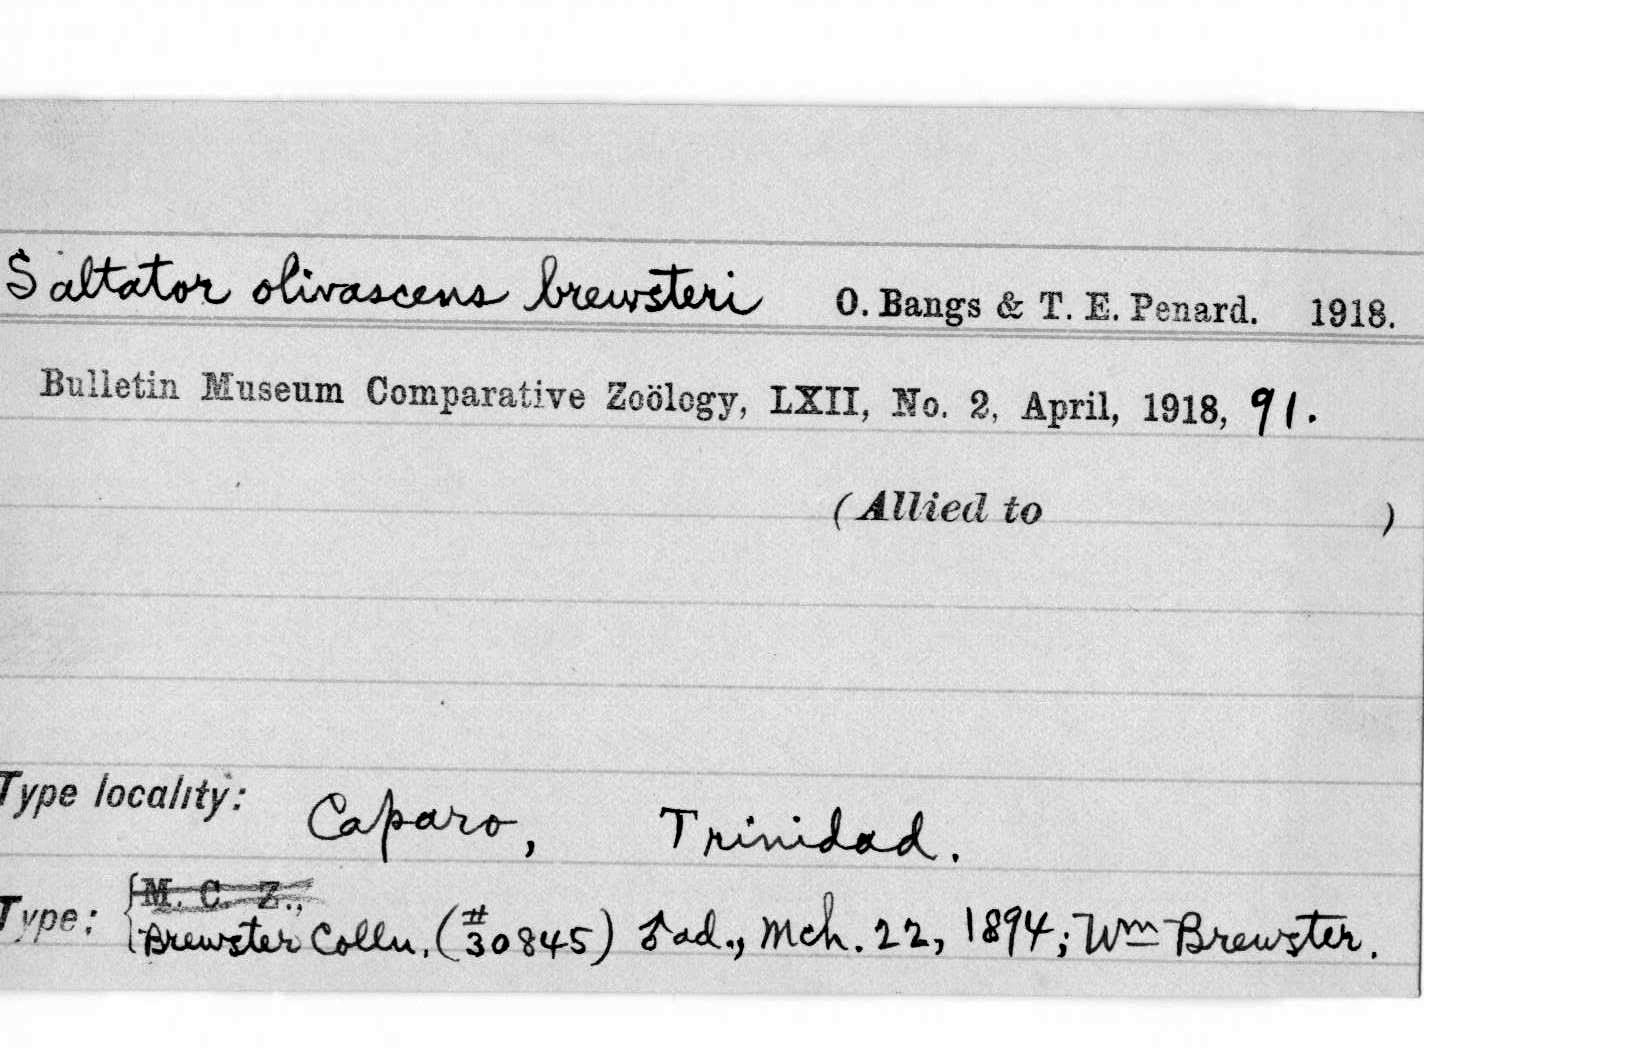 Saltator olivascens brewsteri O. Bangs & T. E. Penard. 1918.
Bulletin Museum Comparative Zoölogy, LXII, No. 2, April, 1918, 91.
(Allied to )
Type locality: Caparo, Trinidad.
M. C. Z.,
Type: Brewster Colln. (#30845) ♂ ad., Mch. 22, 1894; Wm Brewster.